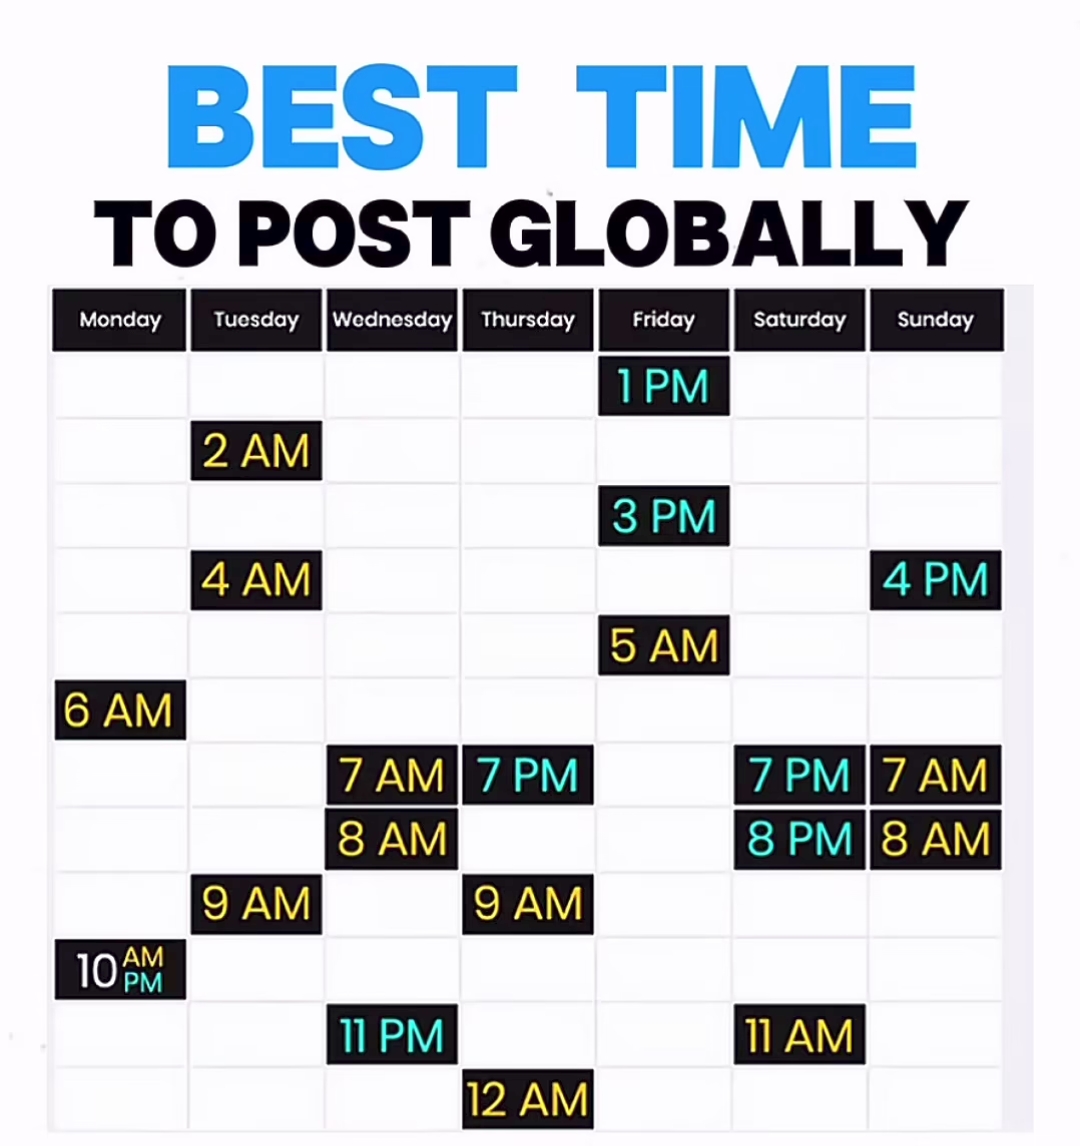 BEST TIME
TO POST GLOBALLY
Monday Tuesday Wednesday Thursday Friday Saturday Sunday
1 PM
2 AM
3 PM
4 AM 4 PM
5 AM
6 AM
7 AM 7 PM 7 PM 7 AM
8 AM 8 PM 8 AM
9 AM 9 AM
10 AM PM
11 PM 11 AM
12 AM